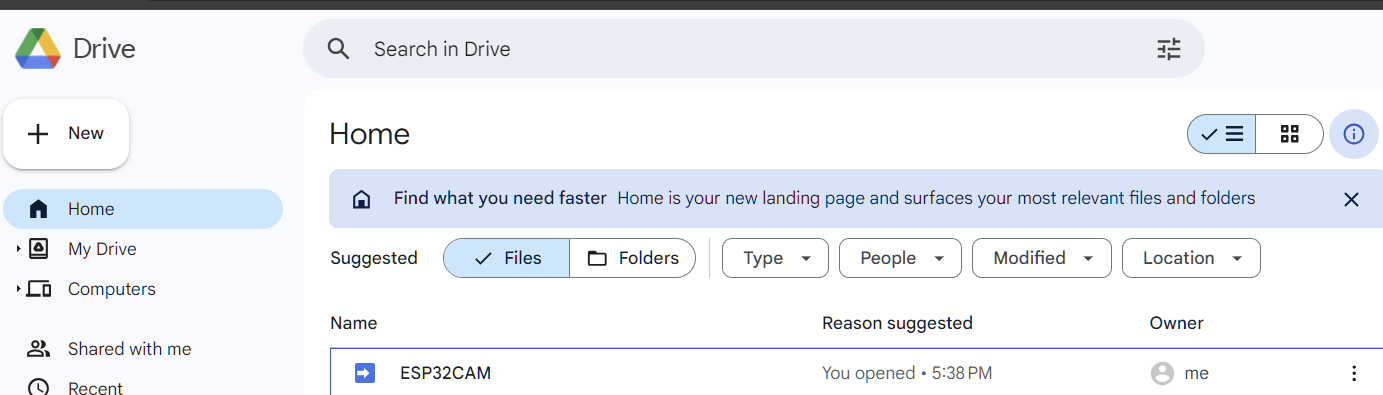 Drive
Search in Drive
New
Home
My Drive
Computers
Shared with me
Recent
Home
Find what you need faster Home is your new landing page and surfaces your most relevant files and folders
Suggested Files Folders Type People Modified Location
Name Reason suggested Owner
ESP32CAM You opened • 5:38 PM me